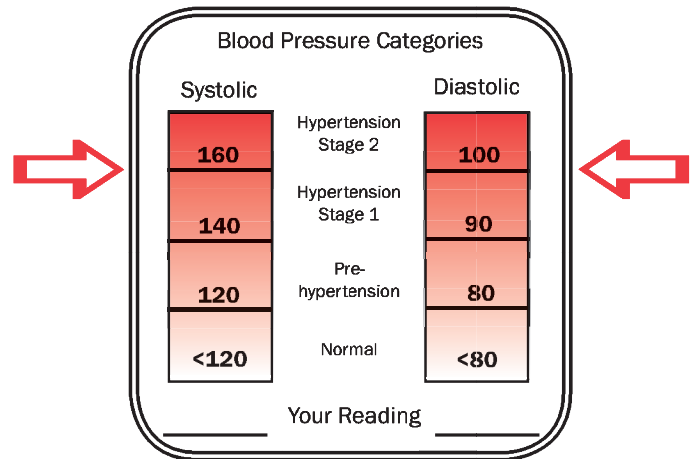 Blood Pressure Categories
Systolic
Diastolic
Hypertension
Stage 2
160
100
Hypertension
Stage 1
140
90
Pre-
hypertension
120
80
Normal
<120
<80
Your Reading